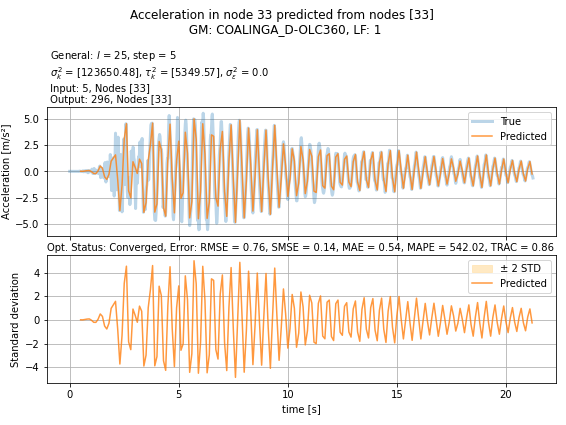 Acceleration in node 33 predicted from nodes [33]
GM: COALINGA_D-OLC360, LF: 1
General: l = 25, step = 5
σ²ₖ = [123650.48], τ²ₖ = [5349.57], σ²ε = 0.0
Input: 5, Nodes [33]
Output: 296, Nodes [33]
Acceleration [m/s²]
5.0
2.5
0.0
−2.5
−5.0
True
Predicted
Opt. Status: Converged, Error: RMSE = 0.76, SMSE = 0.14, MAE = 0.54, MAPE = 542.02, TRAC = 0.86
Standard deviation
4
2
0
−2
−4
± 2 STD
Predicted
0
5
10
15
20
time [s]